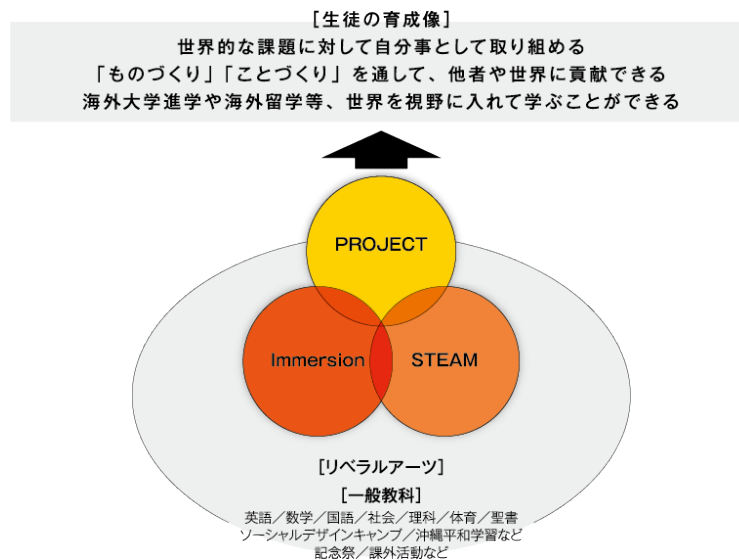 [生徒の育成像]
世界的な課題に対して自分事として取り組める
「ものづくり」「ことづくり」を通して、他者や世界に貢献できる
海外大学進学や海外留学等、世界を視野に入れて学ぶことができる
PROJECT
Immersion STEAM
[リベラルアーツ]
[一般教科]
英語／数学／国語／社会／理科／体育／聖書
ソーシャルデザインキャンプ／沖縄平和学習など
記念祭／課外活動など